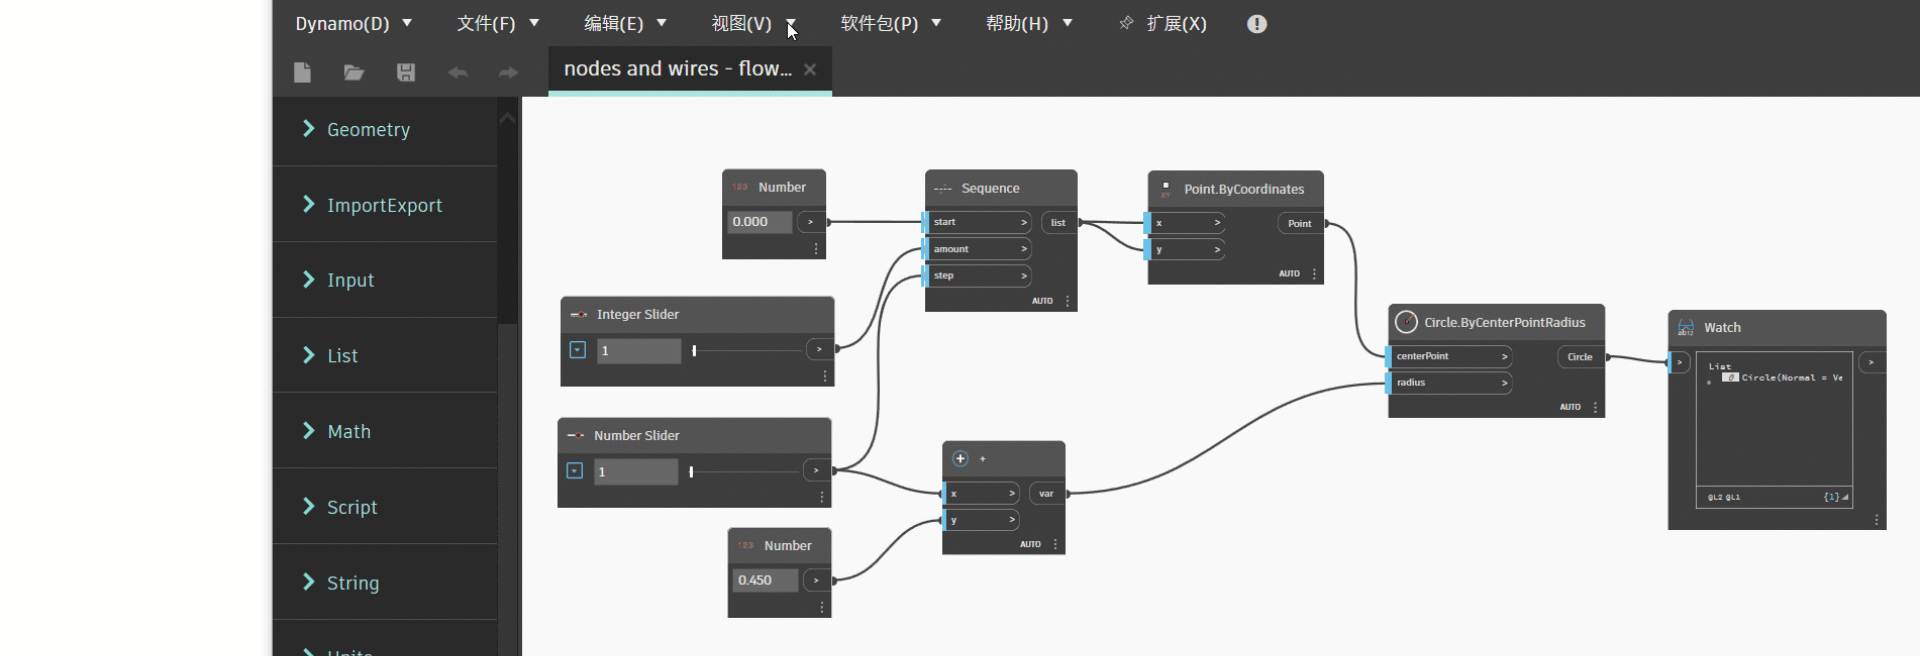 Dynamo(D) 文件(F) 编辑(E) 视图(V) 软件包(P) 帮助(H) 扩展(X)
nodes and wires - flow...
Geometry
ImportExport
Input
List
Math
Script
String
Units
123 Number
0.000 >
Sequence
start > list
amount >
step >
AUTO
Point.ByCoordinates
x > Point
y >
AUTO
Integer Slider
1 >
Number Slider
1 >
123 Number
0.450 >
+
x > var
y >
AUTO
Circle.ByCenterPointRadius
centerPoint > Circle
radius >
AUTO
Watch
> >
List
0 Circle(Normal = Ve
@L2 @L1 {1}